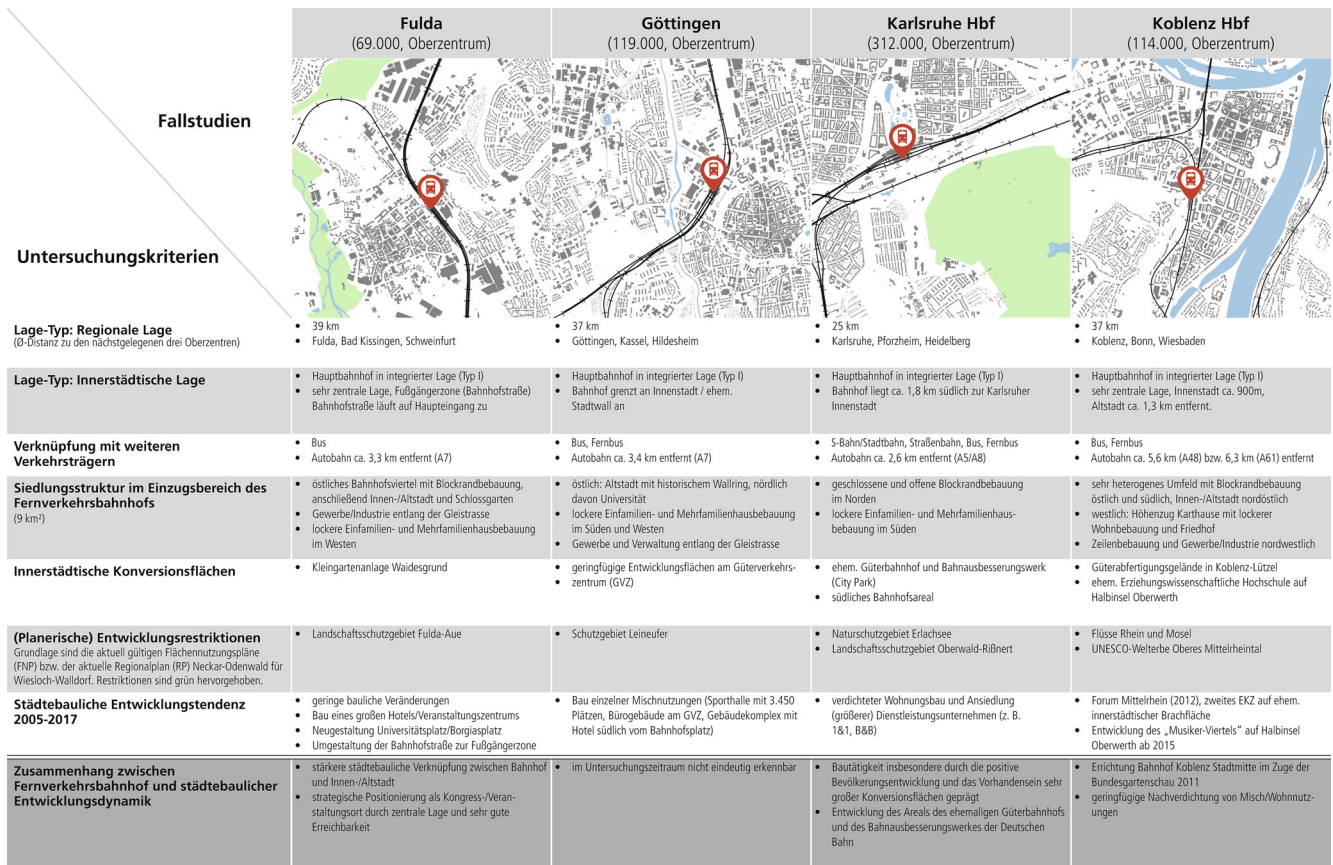 Fallstudien
Untersuchungskriterien
Fulda
(69.000, Oberzentrum)
Göttingen
(119.000, Oberzentrum)
Karlsruhe Hbf
(312.000, Oberzentrum)
Koblenz Hbf
(114.000, Oberzentrum)
Lage-Typ: Regionale Lage
(Ø-Distanz zu den nächstgelegenen drei Oberzentren)
• 39 km
• Fulda, Bad Kissingen, Schweinfurt
• 37 km
• Göttingen, Kassel, Hildesheim
• 25 km
• Karlsruhe, Pforzheim, Heidelberg
• 37 km
• Koblenz, Bonn, Wiesbaden
Lage-Typ: Innerstädtische Lage
• Hauptbahnhof in integrierter Lage (Typ I)
• sehr zentrale Lage, Fußgängerzone (Bahnhofstraße)
Bahnhofstraße läuft auf Haupteingang zu
• Hauptbahnhof in integrierter Lage (Typ I)
• Bahnhof grenzt an Innenstadt / ehem.
Stadtwall an
• Hauptbahnhof in integrierter Lage (Typ I)
• Bahnhof liegt ca. 1,8 km südlich zur Karlsruher
Innenstadt
• Hauptbahnhof in integrierter Lage (Typ I)
• sehr zentrale Lage, Innenstadt ca. 900m,
Altstadt ca. 1,3 km entfernt.
Verknüpfung mit weiteren
Verkehrsträgern
• Bus
• Autobahn ca. 3,3 km entfernt (A7)
• Bus, Fernbus
• Autobahn ca. 3,4 km entfernt (A7)
• S-Bahn/Stadtbahn, Straßenbahn, Bus, Fernbus
• Autobahn ca. 2,6 km entfernt (A5/A8)
• Bus, Fernbus
• Autobahn ca. 5,6 km (A48) bzw. 6,3 km (A61) entfernt
Siedlungsstruktur im Einzugsbereich des
Fernverkehrsbahnhofs
(9 km²)
• östliches Bahnhofsviertel mit Blockrandbebauung,
anschließend Innen-/Altstadt und Schlossgarten
• Gewerbe/Industrie entlang der Gleistrasse
• lockere Einfamilien- und Mehrfamilienhausbebauung
im Westen
• östlich: Altstadt mit historischem Wallring, nördlich
davon Universität
• lockere Einfamilien- und Mehrfamilienhausbebauung
im Süden und Westen
• Gewerbe und Verwaltung entlang der Gleistrasse
• geschlossene und offene Blockrandbebauung
im Norden
• lockere Einfamilien- und Mehrfamilienhaus-
bebauung im Süden
• sehr heterogenes Umfeld mit Blockrandbebauung
östlich und südlich, Innen-/Altstadt nordöstlich
• westlich: Höhenzug Karthause mit lockerer
Wohnbebauung und Friedhof
• Zeilenbebauung und Gewerbe/Industrie nordwestlich
Innerstädtische Konversionsflächen
• Kleingartenanlage Waidesgrund
• geringfügige Entwicklungsflächen am Güterverkehrs-
• zentrum (GVZ)
• ehem. Güterbahnhof und Bahnausbesserungswerk
(City Park)
• südliches Bahnhofsareal
• Güterabfertigungsgelände in Koblenz-Lützel
• ehem. Erziehungswissenschaftliche Hochschule auf
Halbinsel Oberwerth
(Planerische) Entwicklungsrestriktionen
Grundlage sind die aktuell gültigen Flächennutzungspläne
(FNP) bzw. der aktuelle Regionalplan (RP) Neckar-Odenwald für
Wiesloch-Walldorf. Restriktionen sind grün hervorgehoben.
• Landschaftsschutzgebiet Fulda-Aue
• Schutzgebiet Leineufer
• Naturschutzgebiet Erlachsee
• Landschaftsschutzgebiet Oberwald-Rißnert
• Flüsse Rhein und Mosel
• UNESCO-Welterbe Oberes Mittelrheintal
Städtebauliche Entwicklungstendenz
2005-2017
• geringe bauliche Veränderungen
• Bau eines großen Hotels/Veranstaltungszentrums
• Neugestaltung Universitätsplatz/Borgiasplatz
• Umgestaltung der Bahnhofstraße zur Fußgängerzone
• Bau einzelner Mischnutzungen (Sporthalle mit 3.450
Plätzen, Bürogebäude am GVZ, Gebäudekomplex mit
Hotel südlich vom Bahnhofsplatz)
• verdichteter Wohnungsbau und Ansiedlung
(größerer) Dienstleistungsunternehmen (z. B.
1&1, B&B)
• Forum Mittelrhein (2012), zweites EKZ auf ehem.
innerstädtischer Brachfläche
• Entwicklung des „Musiker-Viertels" auf Halbinsel
Oberwerth ab 2015
Zusammenhang zwischen
Fernverkehrsbahnhof und städtebaulicher
Entwicklungsdynamik
• stärkere städtebauliche Verknüpfung zwischen Bahnhof
und Innen-/Altstadt
• strategische Positionierung als Kongress-/Veran-
staltungsort durch zentrale Lage und sehr gute
Erreichbarkeit
• im Untersuchungszeitraum nicht eindeutig erkennbar
• Bautätigkeit insbesondere durch die positive
Bevölkerungsentwicklung und das Vorhandensein sehr
großer Konversionsflächen geprägt
• Entwicklung des Areals des ehemaligen Güterbahnhofs
und des Bahnausbesserungswerkes der Deutschen
Bahn
• Errichtung Bahnhof Koblenz Stadtmitte im Zuge der
Bundesgartenschau 2011
• geringfügige Nachverdichtung von Misch/Wohnnutz-
ungen